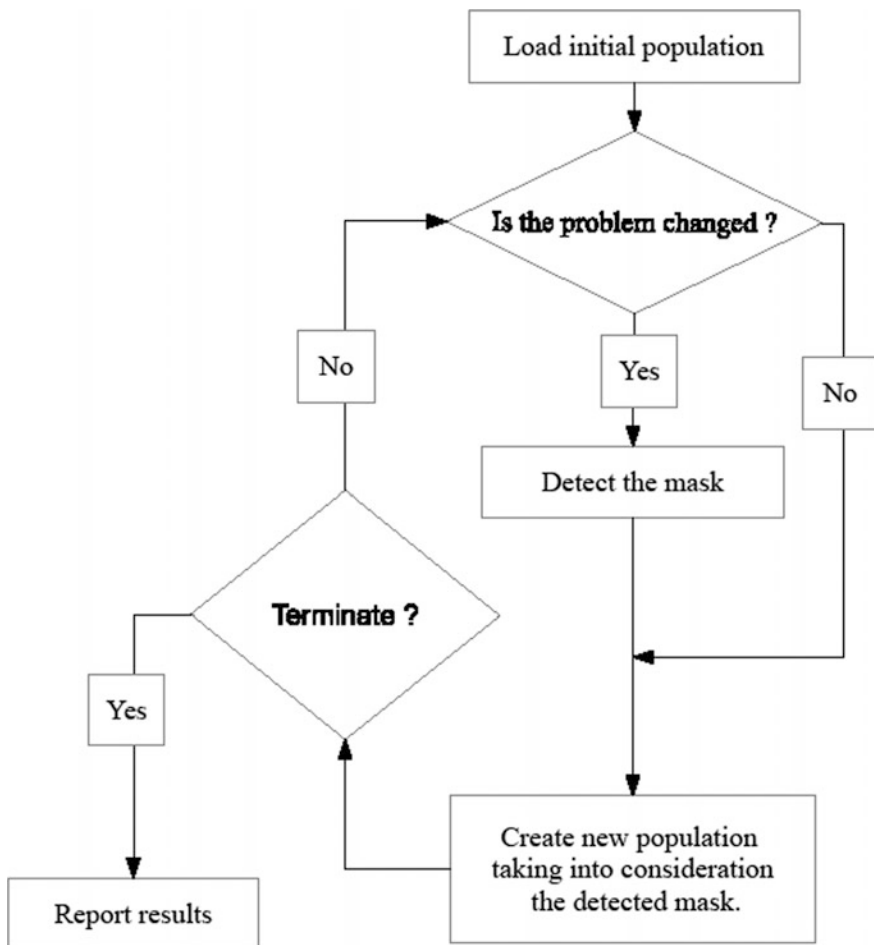 Load initial population
Is the problem changed ?
No
Yes
No
Detect the mask
Terminate ?
Yes
Create new population
taking into consideration
the detected mask.
Report results